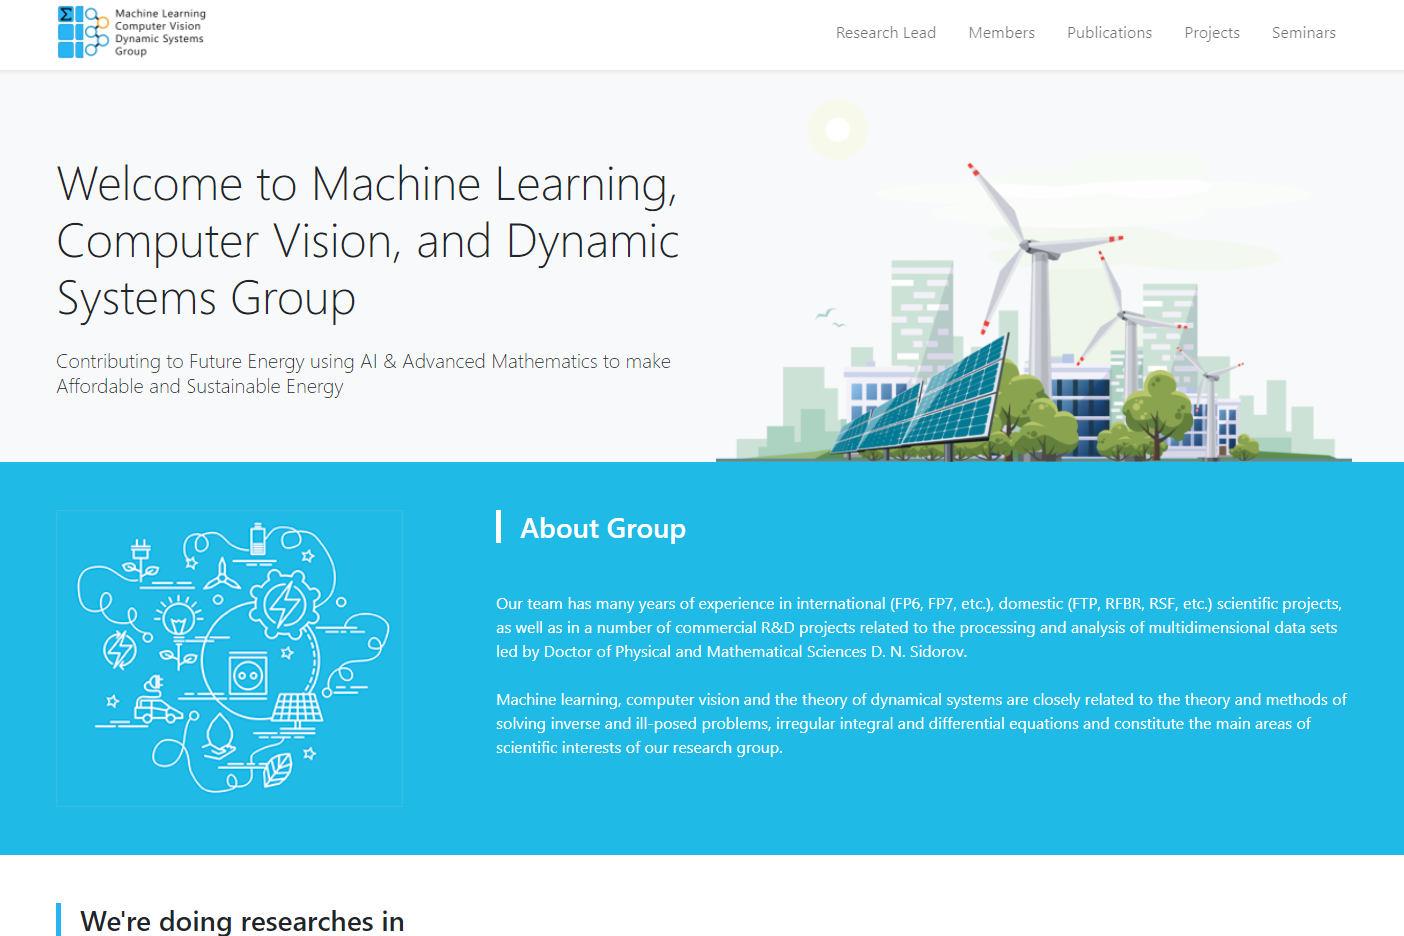 Machine Learning
Computer Vision
Dynamic Systems
Group
Research Lead
Members
Publications
Projects
Seminars
Welcome to Machine Learning,
Computer Vision, and Dynamic
Systems Group
Contributing to Future Energy using AI & Advanced Mathematics to make
Affordable and Sustainable Energy
About Group
Our team has many years of experience in international (FP6, FP7, etc.), domestic (FTP, RFBR, RSF, etc.) scientific projects,
as well as in a number of commercial R&D projects related to the processing and analysis of multidimensional data sets
led by Doctor of Physical and Mathematical Sciences D. N. Sidorov.
Machine learning, computer vision and the theory of dynamical systems are closely related to the theory and methods of
solving inverse and ill-posed problems, irregular integral and differential equations and constitute the main areas of
scientific interests of our research group.
We're doing researches in